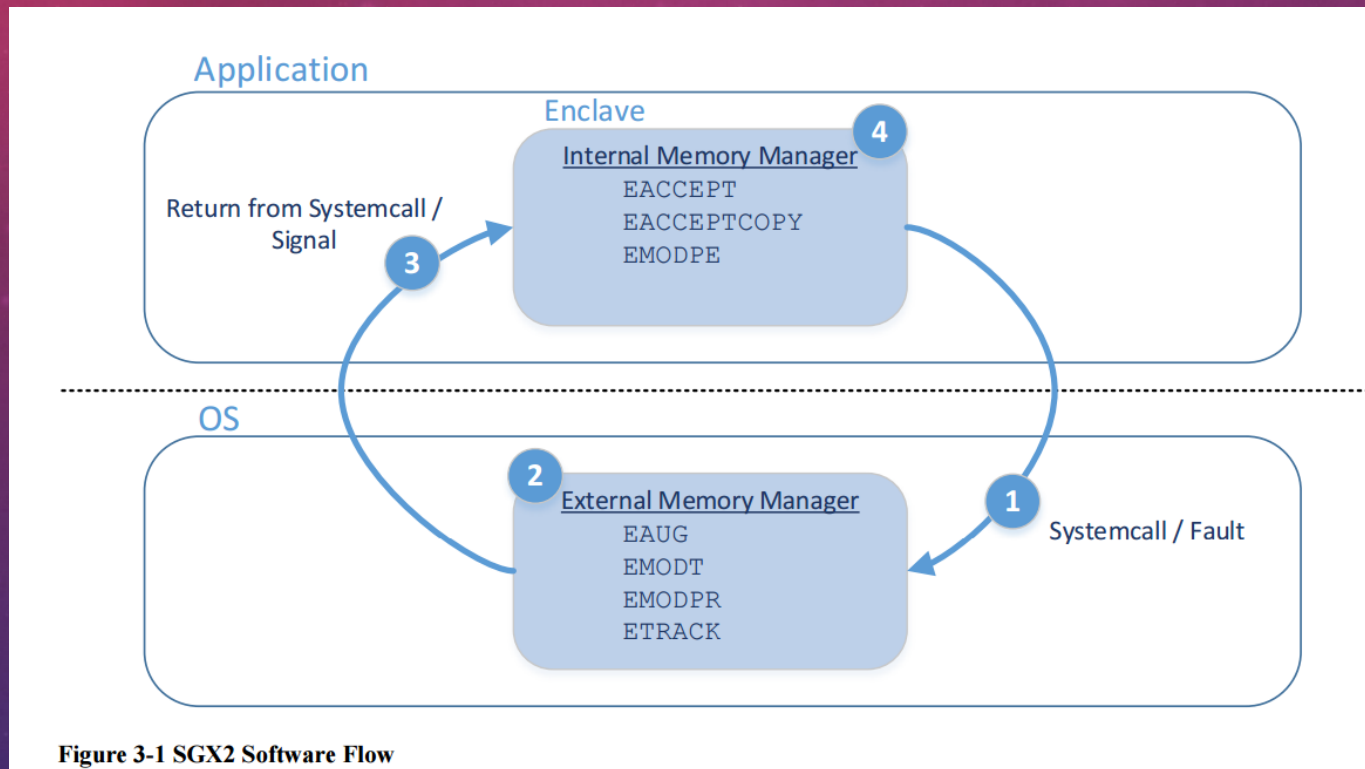 Application
Enclave
4
Internal Memory Manager
EACCEPT
EACCEPTCOPY
EMODPE
Return from Systemcall /
Signal
3
OS
2
External Memory Manager
EAUG
EMODT
EMODPR
ETRACK
1
Systemcall / Fault
Figure 3-1 SGX2 Software Flow